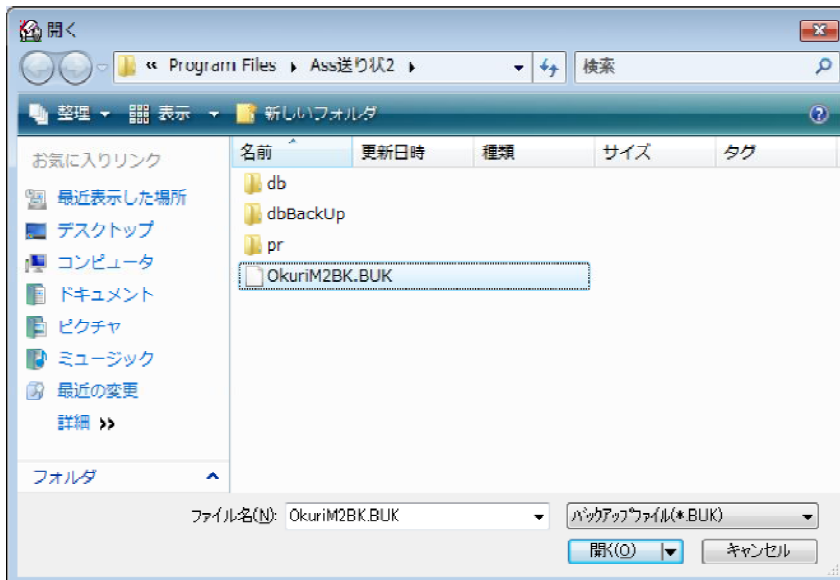 開く
« Program Files ▸ Ass送り状2 ▸ 検索
整理 表示 新しいフォルダ
お気に入りリンク
最近表示した場所
デスクトップ
コンピュータ
ドキュメント
ピクチャ
ミュージック
最近の変更
詳細 >>
フォルダ
名前 更新日時 種類 サイズ タグ
db
dbBackUp
pr
OkuriM2BK.BUK
ファイル名(N): OkuriM2BK.BUK バックアップファイル(*.BUK)
開く(O) キャンセル